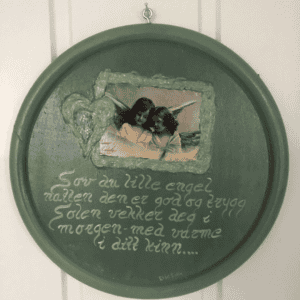 Sov du lille engel
natten den er god og trygg
Solen vekker deg i
morgen med varme
i ditt kinn....